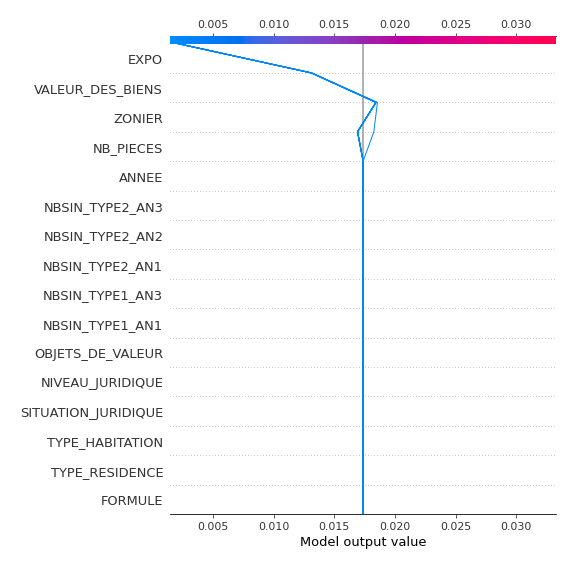 0.005 0.010 0.015 0.020 0.025 0.030
EXPO
VALEUR_DES_BIENS
ZONIER
NB_PIECES
ANNEE
NBSIN_TYPE2_AN3
NBSIN_TYPE2_AN2
NBSIN_TYPE2_AN1
NBSIN_TYPE1_AN3
NBSIN_TYPE1_AN1
OBJETS_DE_VALEUR
NIVEAU_JURIDIQUE
SITUATION_JURIDIQUE
TYPE_HABITATION
TYPE_RESIDENCE
FORMULE
0.005 0.010 0.015 0.020 0.025 0.030
Model output value